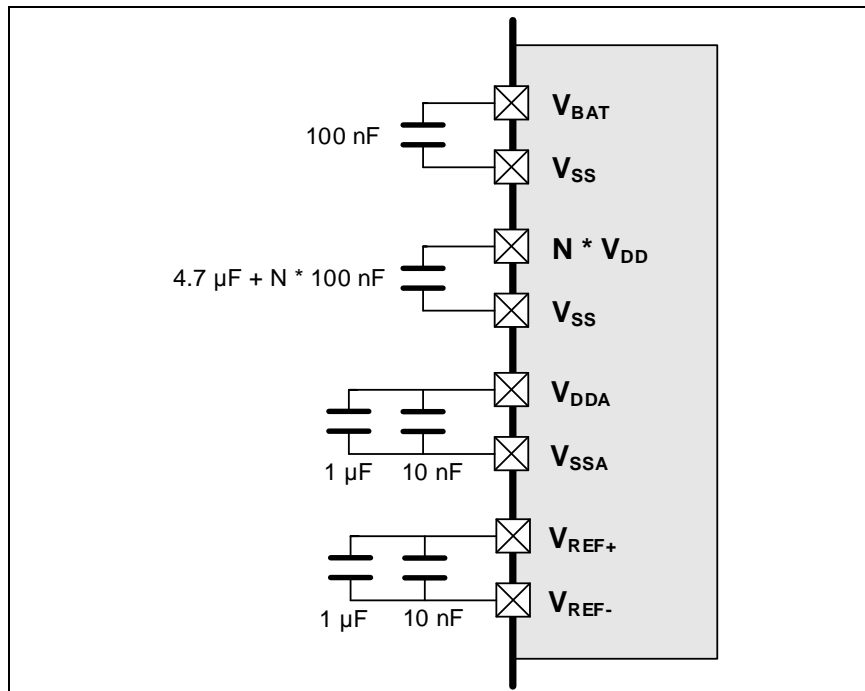 V_BAT
100 nF
V_SS
N * V_DD
4.7 µF + N * 100 nF
V_SS
V_DDA
1 µF 10 nF
V_SSA
V_REF+
1 µF 10 nF
V_REF-